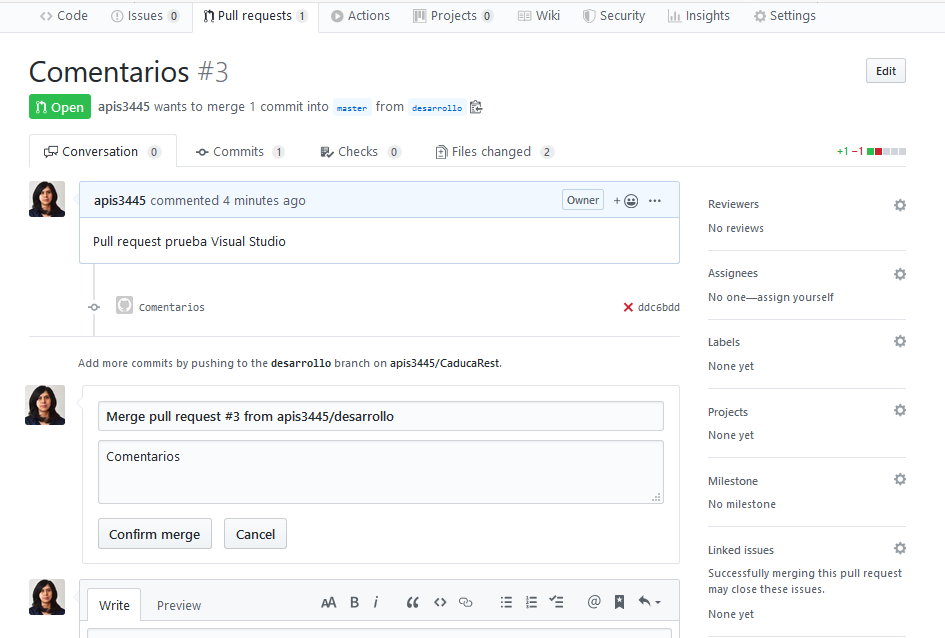 Code Issues 0 Pull requests 1 Actions Projects 0 Wiki Security Insights Settings
Comentarios #3
Edit
Open apis3445 wants to merge 1 commit into master from desarrollo
Conversation 0 Commits 1 Checks 0 Files changed 2
+1 −1
apis3445 commented 4 minutes ago
Owner
Pull request prueba Visual Studio
Comentarios
ddc6bdd
Add more commits by pushing to the desarrollo branch on apis3445/CaducaRest.
Merge pull request #3 from apis3445/desarrollo
Comentarios
Confirm merge Cancel
Write Preview
AA B i
Reviewers
No reviews
Assignees
No one—assign yourself
Labels
None yet
Projects
None yet
Milestone
No milestone
Linked issues
Successfully merging this pull request
may close these issues.
None yet